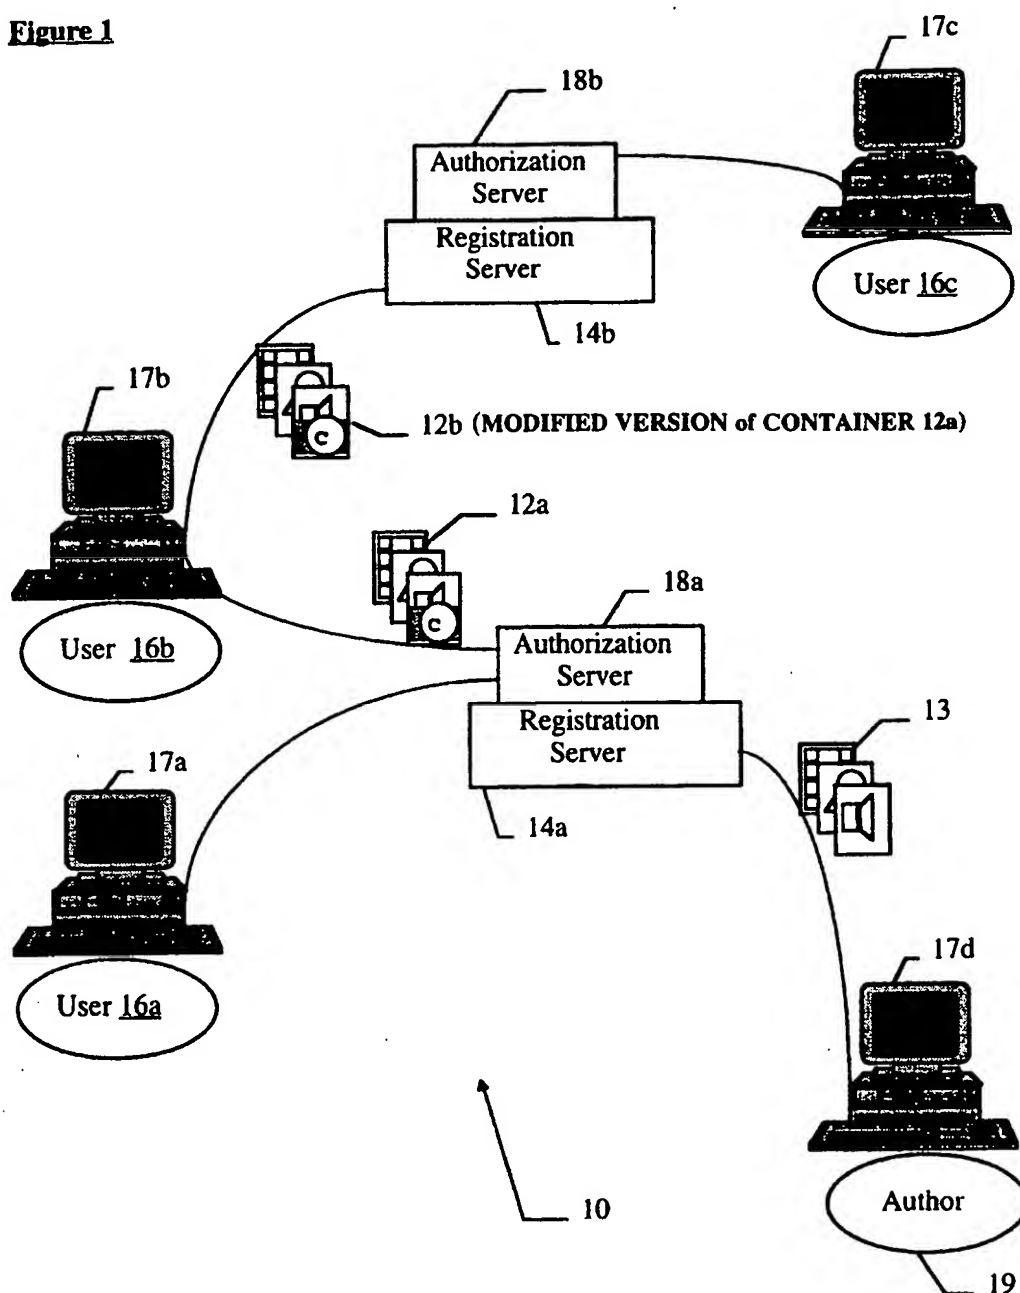 Figure 1
17c
18b
Authorization
Server
Registration
Server
User 16c
14b
17b
C
12b (MODIFIED VERSION of CONTAINER 12a)
12a
C
18a
User 16b
Authorization
Server
Registration
Server
13
17a
14a
17d
User 16a
10
Author
19